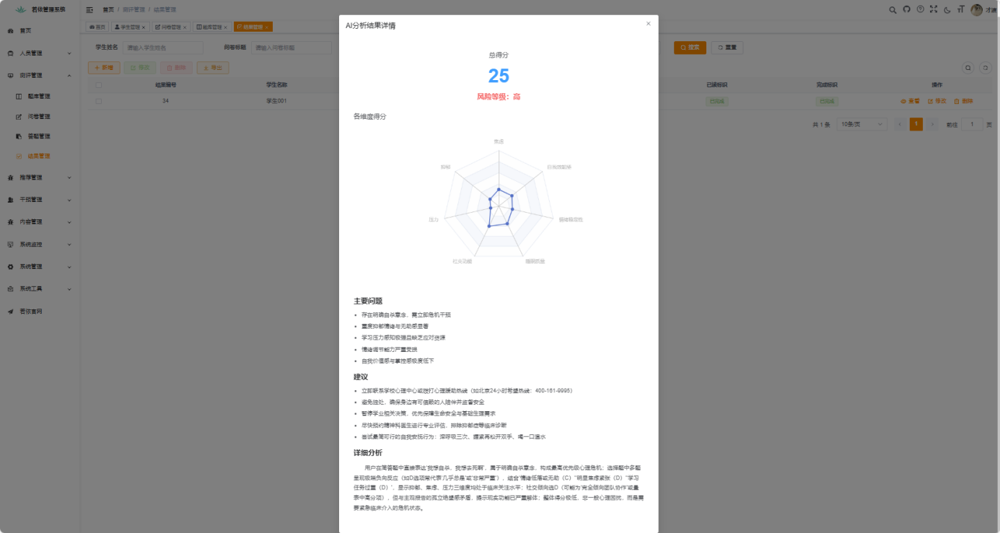 若依管理系统
首页 / 测评管理 / 结果管理
才谦
首页
学生管理 ×
问卷管理 ×
题库管理 ×
结果管理 ×
首页
人员管理
测评管理
题库管理
问卷管理
答题管理
结果管理
推荐管理
干预管理
内容管理
系统监控
系统管理
系统工具
若依官网
学生姓名 请输入学生姓名
问卷标题 请输入问卷标题
搜索
重置
+ 新增
修改
删除
导出
结果编号
学生名称
已读标识
完成标识
操作
34
学生001
已完成
已完成
查看
修改
删除
共 1 条
10条/页
1
前往 1 页
AI分析结果详情
×
总得分
25
风险等级：高
各维度得分
焦虑
抑郁
自我效能感
压力
情绪稳定性
社交功能
睡眠质量
主要问题
• 存在明确自杀意念，需立即危机干预
• 重度抑郁情绪与无助感显著
• 学习压力感知极强且缺乏应对资源
• 情绪调节能力严重受损
• 自我价值感与掌控感极度低下
建议
• 立即联系学校心理中心或拨打心理援助热线（如北京24小时希望热线：400-161-9995）
• 避免独处，确保身边有可信赖的人陪伴并监督安全
• 暂停学业相关决策，优先保障生命安全与基础生理需求
• 尽快预约精神科医生进行专业评估，排除抑郁症等临床诊断
• 尝试最简可行的自我安抚行为：深呼吸三次、握紧再松开双手、喝一口温水
详细分析
用户在简答题中直接表达‘我想自杀，我想去死啊’，属于明确自杀意念，构成最高优先级心理危机；选择题中多题
呈现极端负向反应（如D选项常代表‘几乎总是’或‘非常严重’），结合‘情绪低落或无助（C）’‘明显焦虑紧张（D）’‘学习
任务过重（D）’，显示抑郁、焦虑、压力三维度均处于临床关注水平；社交倾向选D（可能为‘完全倾向团队协作’或量
表中高分项），但与主观报告的孤立绝望感矛盾，提示现实功能已严重解体；整体得分极低，非一般心理困扰，而是需
要紧急临床介入的危机状态。